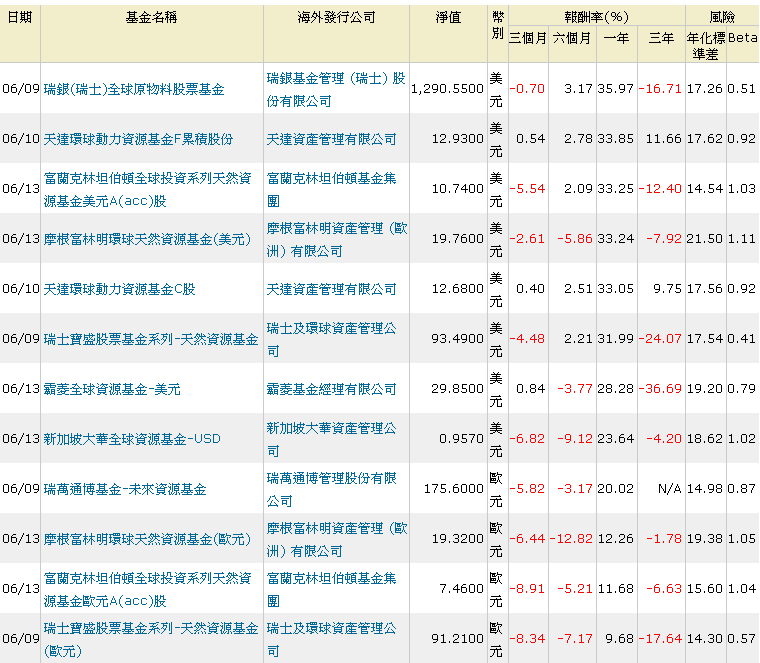 日期 基金名稱 海外發行公司 淨值 幣別 報酬率(%) 風險
三個月 六個月 一年 三年 年化標準差 Beta
06/09 瑞銀(瑞士)全球原物料股票基金 瑞銀基金管理 (瑞士) 股份有限公司 1,290.5500 美元 -0.70 3.17 35.97 -16.71 17.26 0.51
06/10 天達環球動力資源基金F累積股份 天達資產管理有限公司 12.9300 美元 0.54 2.78 33.85 11.66 17.62 0.92
06/13 富蘭克林坦伯頓全球投資系列天然資源基金美元A(acc)股 富蘭克林坦伯頓基金集團 10.7400 美元 -5.54 2.09 33.25 -12.40 14.54 1.03
06/13 摩根富林明環球天然資源基金(美元) 摩根富林明資產管理 (歐洲) 有限公司 19.7600 美元 -2.61 -5.86 33.24 -7.92 21.50 1.11
06/10 天達環球動力資源基金C股 天達資產管理有限公司 12.6800 美元 0.40 2.51 33.05 9.75 17.56 0.92
06/09 瑞士寶盛股票基金系列-天然資源基金 瑞士及環球資產管理公司 93.4900 美元 -4.48 2.21 31.99 -24.07 17.54 0.41
06/13 霸菱全球資源基金-美元 霸菱基金經理有限公司 29.8500 美元 0.84 -3.77 28.28 -36.69 19.20 0.79
06/13 新加坡大華全球資源基金-USD 新加坡大華資產管理公司 0.9570 美元 -6.82 -9.12 23.64 -4.20 18.62 1.02
06/09 瑞萬通博基金-未來資源基金 瑞萬通博管理股份有限公司 175.6000 歐元 -5.82 -3.17 20.02 N/A 14.98 0.87
06/13 摩根富林明環球天然資源基金(歐元) 摩根富林明資產管理 (歐洲) 有限公司 19.3200 歐元 -6.44 -12.82 12.26 -1.78 19.38 1.05
06/13 富蘭克林坦伯頓全球投資系列天然資源基金歐元A(acc)股 富蘭克林坦伯頓基金集團 7.4600 歐元 -8.91 -5.21 11.68 -6.63 15.60 1.04
06/09 瑞士寶盛股票基金系列-天然資源基金(歐元) 瑞士及環球資產管理公司 91.2100 歐元 -8.34 -7.17 9.68 -17.64 14.30 0.57